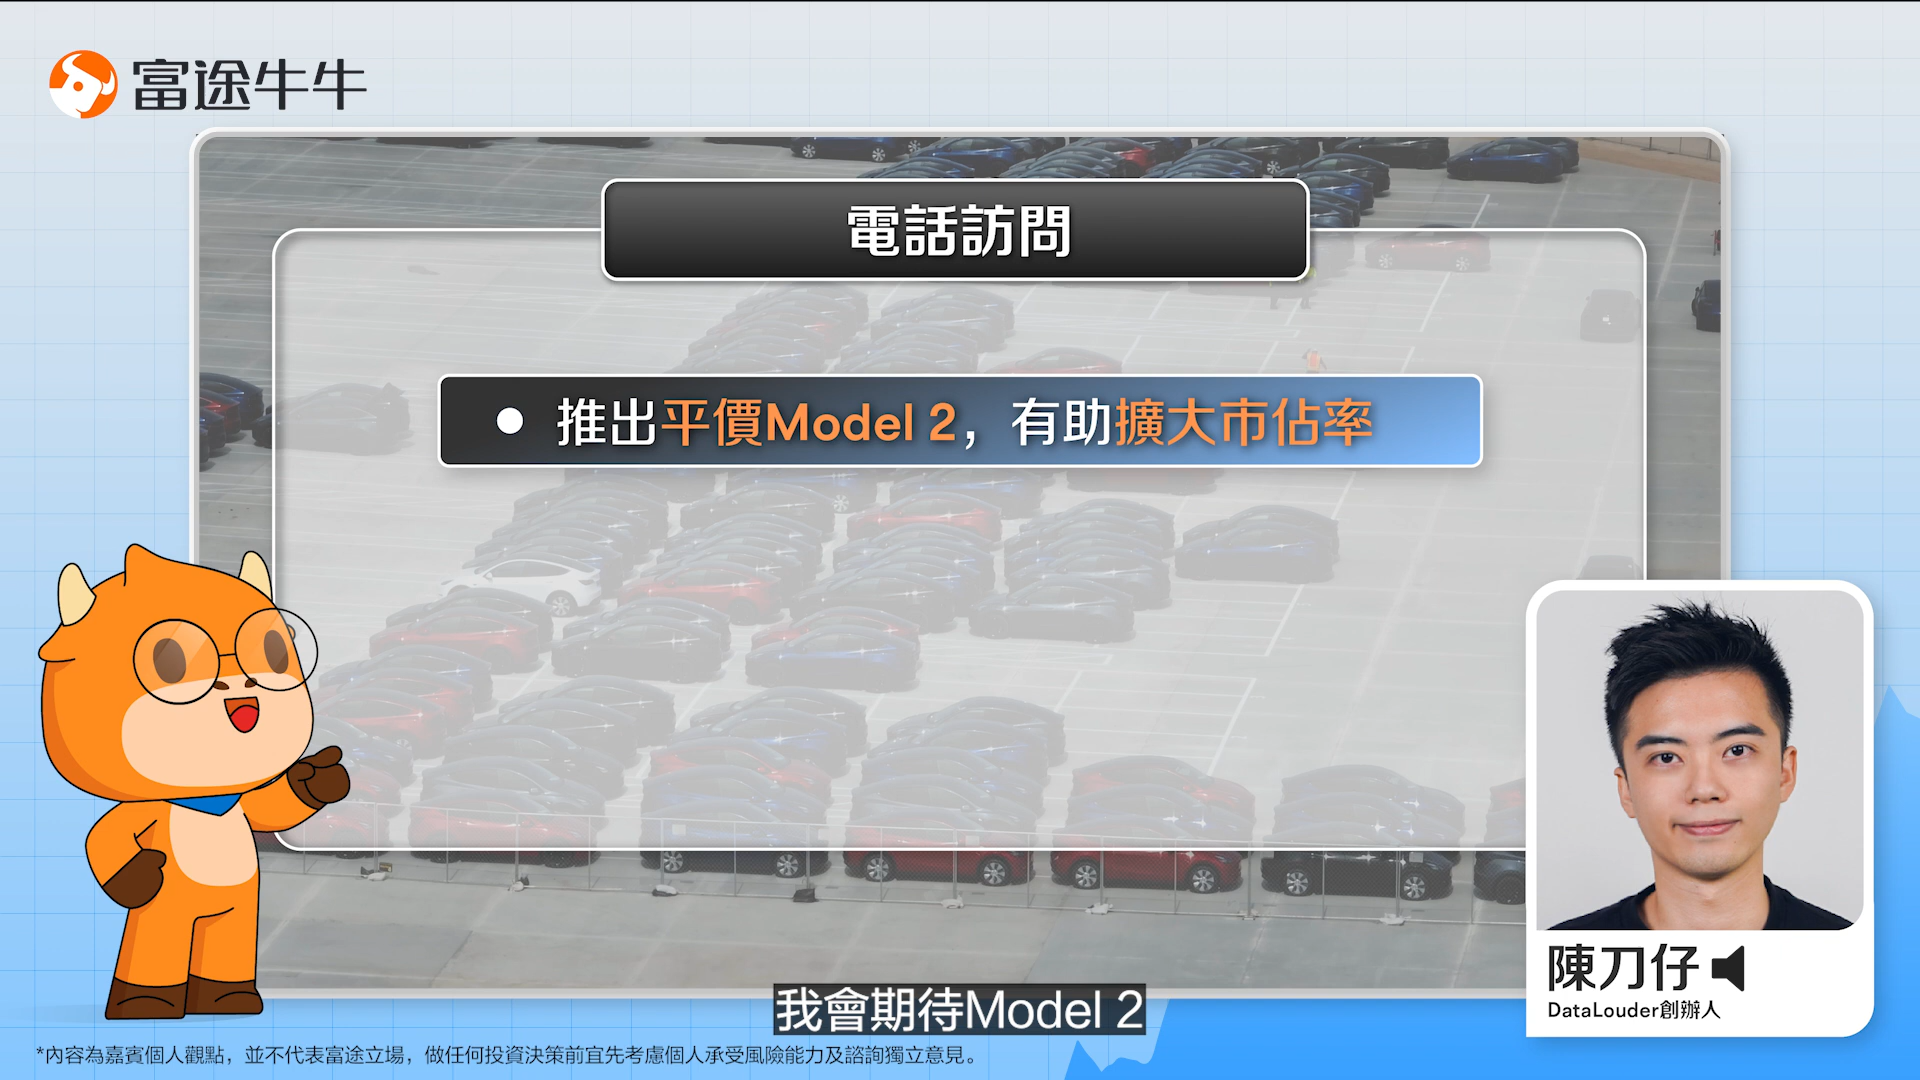 富途牛牛
電話訪問
● 推出平價Model 2，有助擴大市佔率
陳刀仔
DataLouder創辦人
我會期待Model 2
*內容為嘉賓個人觀點，並不代表富途立場，做任何投資決策前宜先考慮個人承受風險能力及諮詢獨立意見。